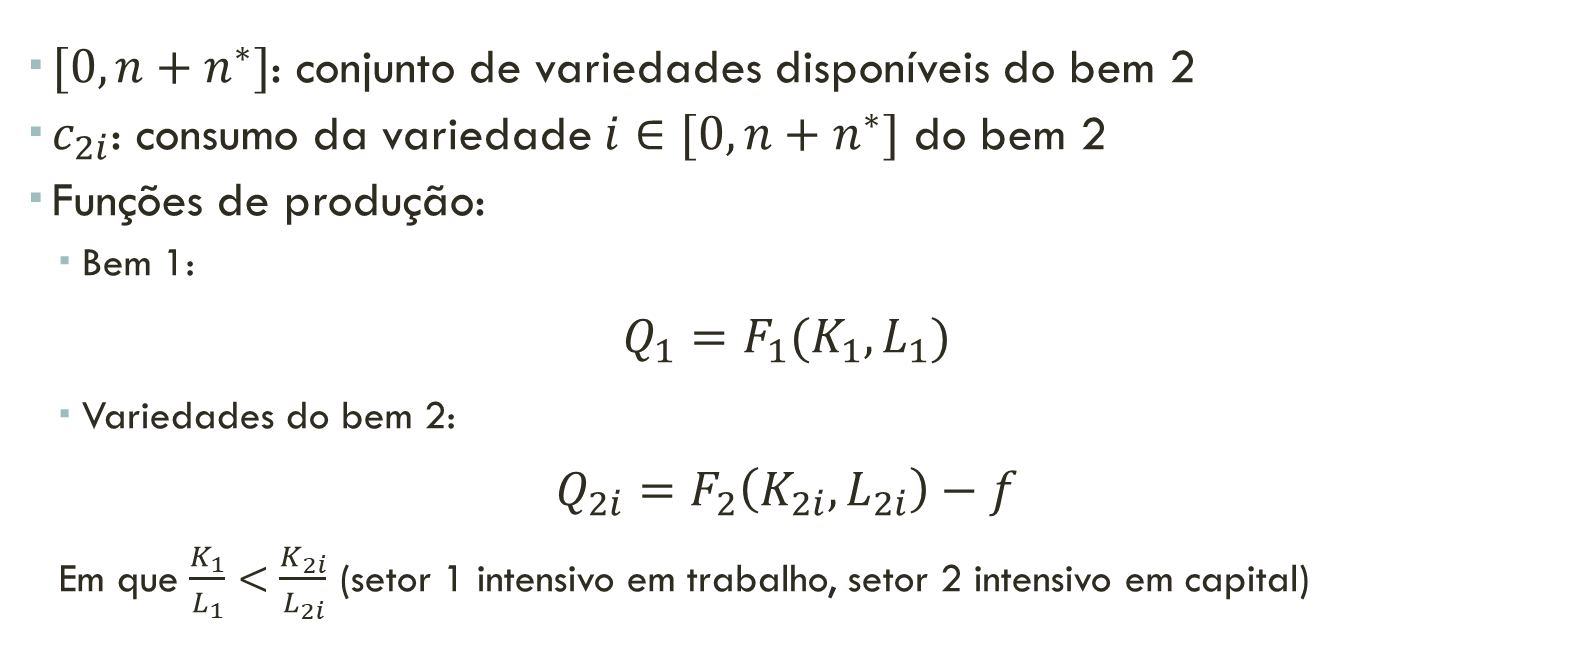 ▪ [0, n + n*]: conjunto de variedades disponíveis do bem 2
▪ c₂ᵢ: consumo da variedade i ∈ [0, n + n*] do bem 2
▪ Funções de produção:
▪ Bem 1:
Q₁ = F₁(K₁, L₁)
▪ Variedades do bem 2:
Q₂ᵢ = F₂(K₂ᵢ, L₂ᵢ) − f
Em que K₁/L₁ < K₂ᵢ/L₂ᵢ (setor 1 intensivo em trabalho, setor 2 intensivo em capital)